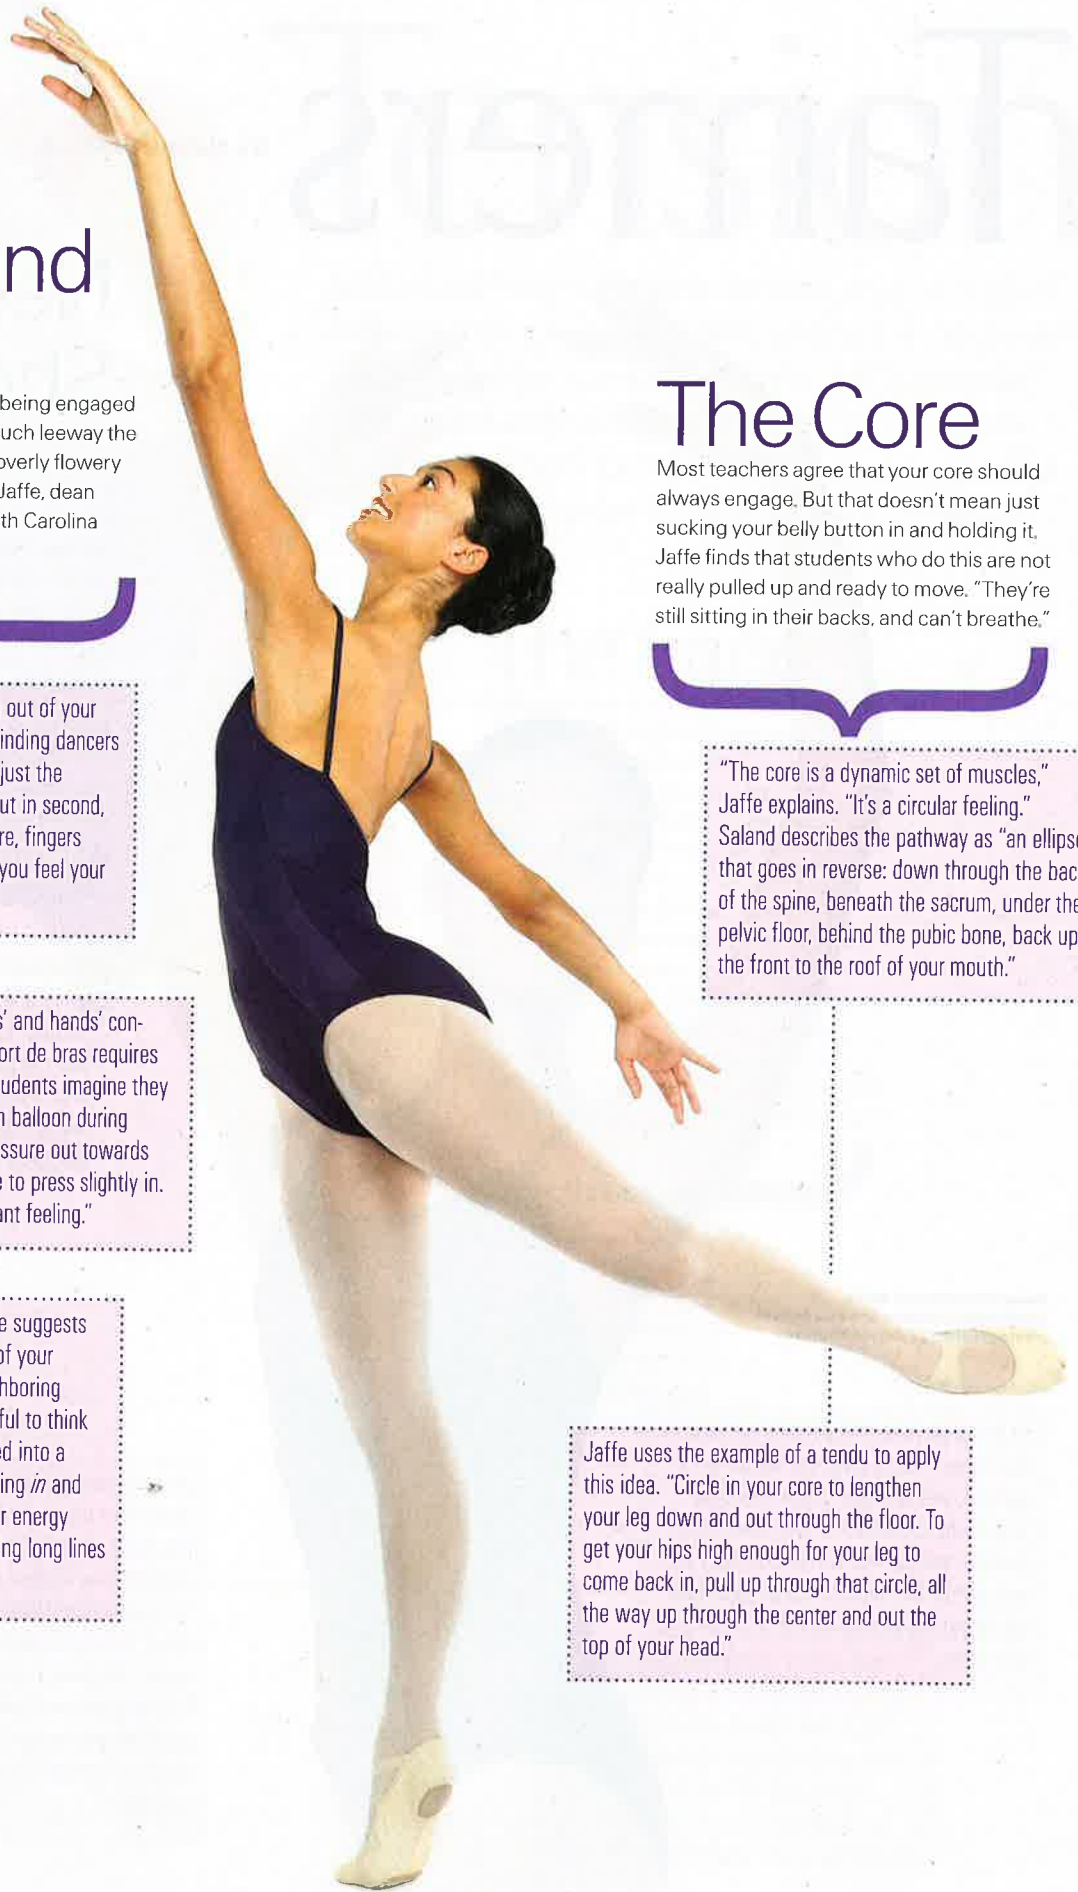 nd
being engaged
uch leeway the
overly flowery
Jaffe, dean
th Carolina
out of your
inding dancers
just the
ut in second,
re, fingers
you feel your
s' and hands' con-
ort de bras requires
udents imagine they
n balloon during
ssure out towards
e to press slightly in.
ant feeling."
e suggests
of your
hboring
ful to think
ed into a
ing in and
r energy
ng long lines
The Core
Most teachers agree that your core should
always engage. But that doesn't mean just
sucking your belly button in and holding it.
Jaffe finds that students who do this are not
really pulled up and ready to move. "They're
still sitting in their backs, and can't breathe."
"The core is a dynamic set of muscles,"
Jaffe explains. "It's a circular feeling."
Saland describes the pathway as "an ellipse
that goes in reverse: down through the bac
of the spine, beneath the sacrum, under the
pelvic floor, behind the pubic bone, back up
the front to the roof of your mouth."
Jaffe uses the example of a tendu to apply
this idea. "Circle in your core to lengthen
your leg down and out through the floor. To
get your hips high enough for your leg to
come back in, pull up through that circle, all
the way up through the center and out the
top of your head."